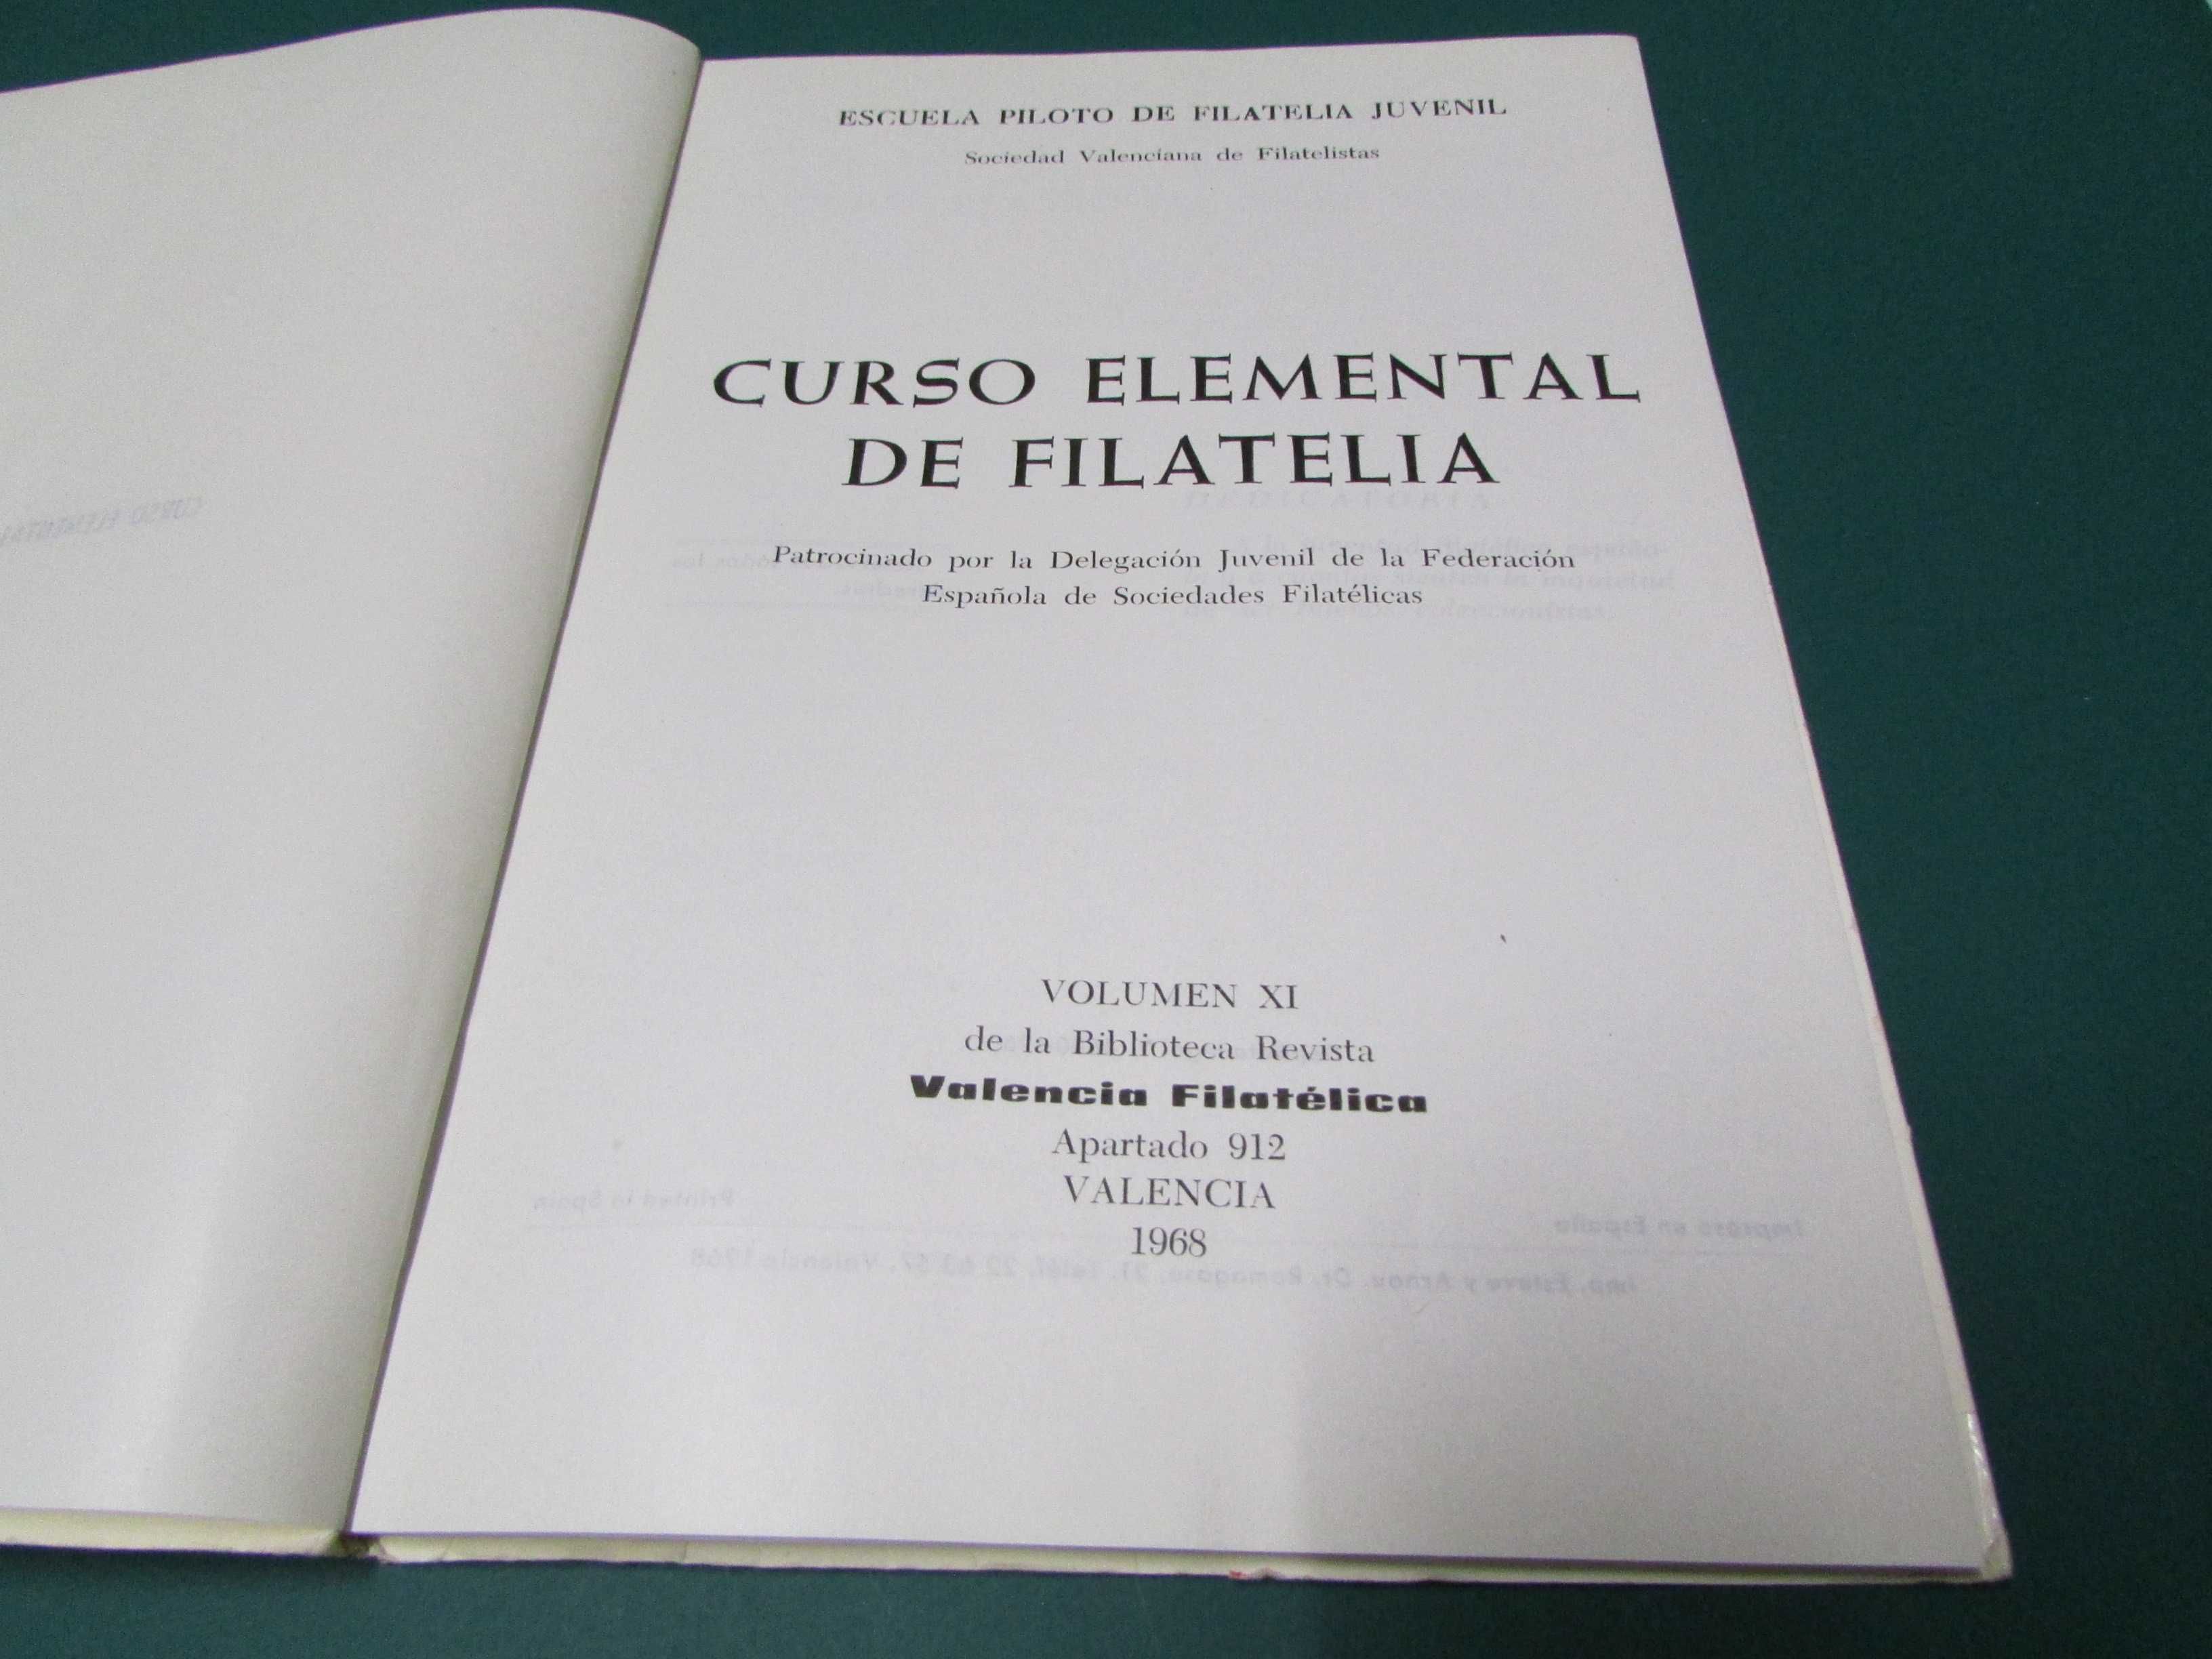 ESCUELA PILOTO DE FILATELIA JUVENIL
Sociedad Valenciana de Filatelistas
CURSO ELEMENTAL
DE FILATELIA
Patrocinado por la Delegación Juvenil de la Federación
Española de Sociedades Filatélicas
VOLUMEN XI
de la Biblioteca Revista
Valencia Filatélica
Apartado 912
VALENCIA
1968